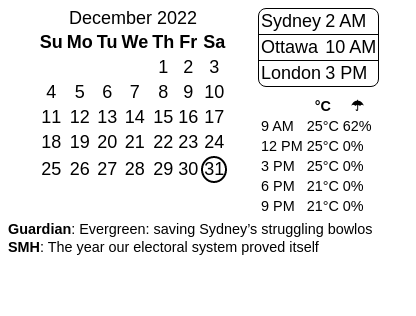 December 2022
Su Mo Tu We Th Fr Sa
1 2 3
4 5 6 7 8 9 10
11 12 13 14 15 16 17
18 19 20 21 22 23 24
25 26 27 28 29 30 31
Sydney 2 AM
Ottawa 10 AM
London 3 PM
°C ☂
9 AM 25°C 62%
12 PM 25°C 0%
3 PM 25°C 0%
6 PM 21°C 0%
9 PM 21°C 0%
Guardian: Evergreen: saving Sydney’s struggling bowlos
SMH: The year our electoral system proved itself